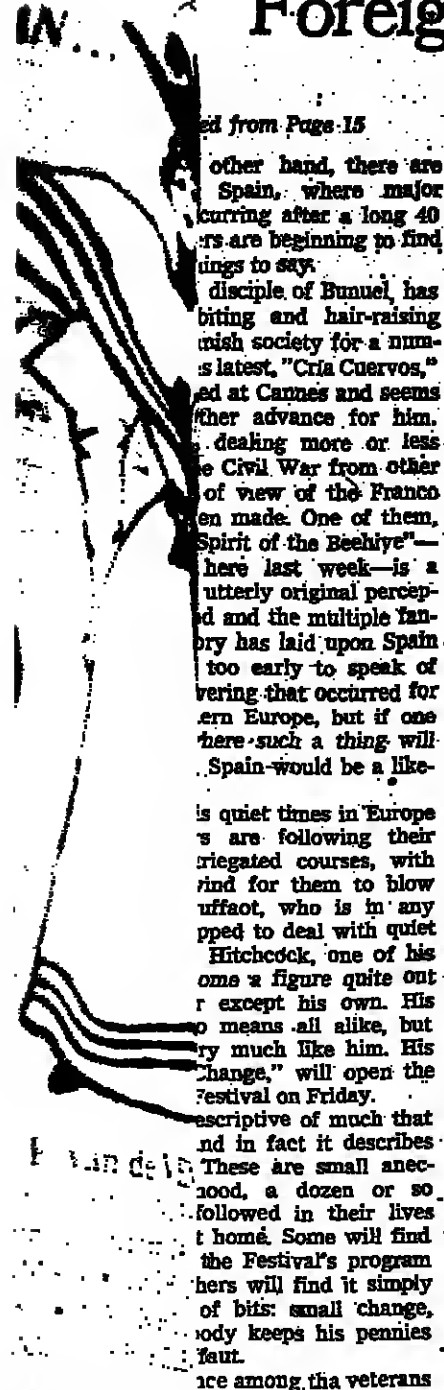 IN...
Foreig
ed from Page 15
other hand, there are
Spain, where major
curring after a long 40
rs are beginning to find
ings to say.
disciple of Bunuel, has
biting and hair-raising
nish society for a num-
s latest, "Cria Cuervos,"
ed at Cannes and seems
ther advance for him.
dealing more or less
e Civil War from other
of view of the Franco
en made. One of them,
Spirit of the Beehive"—
here last week—is a
utterly original percep-
d and the multiple fan-
ory has laid upon Spain
too early to speak of
vering that occurred for
ern Europe, but if one
here such a thing will
Spain would be a like-
is quiet times in Europe
s are following their
riegated courses, with
ind for them to blow
uffaot, who is in any
pped to deal with quiet
Hitchcock, one of his
ome a figure quite out
r except his own. His
o means all alike, but
ry much like him. His
Change," will open the
Festival on Friday.
escriptive of much that
nd in fact it describes
These are small anec-
hood, a dozen or so
followed in their lives
t home. Some will find
the Festival's program
hers will find it simply
of bits: small change,
ody keeps his pennies
faut.
nce among tha veterans